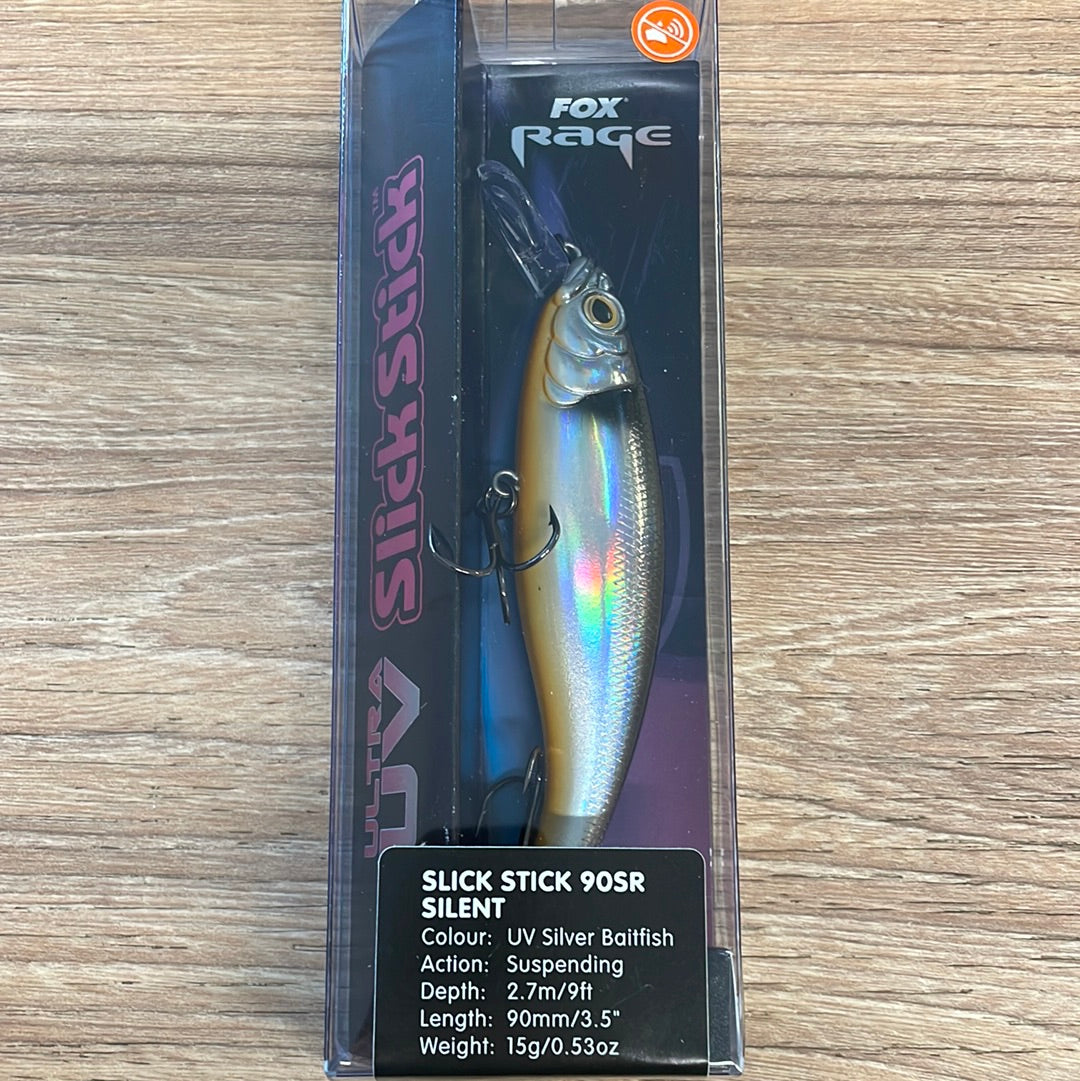 FOX
Rage
Slick Stick™
ULTRA
UV
SLICK STICK 90SR
SILENT
Colour: UV Silver Baitfish
Action: Suspending
Depth: 2.7m/9ft
Length: 90mm/3.5"
Weight: 15g/0.53oz